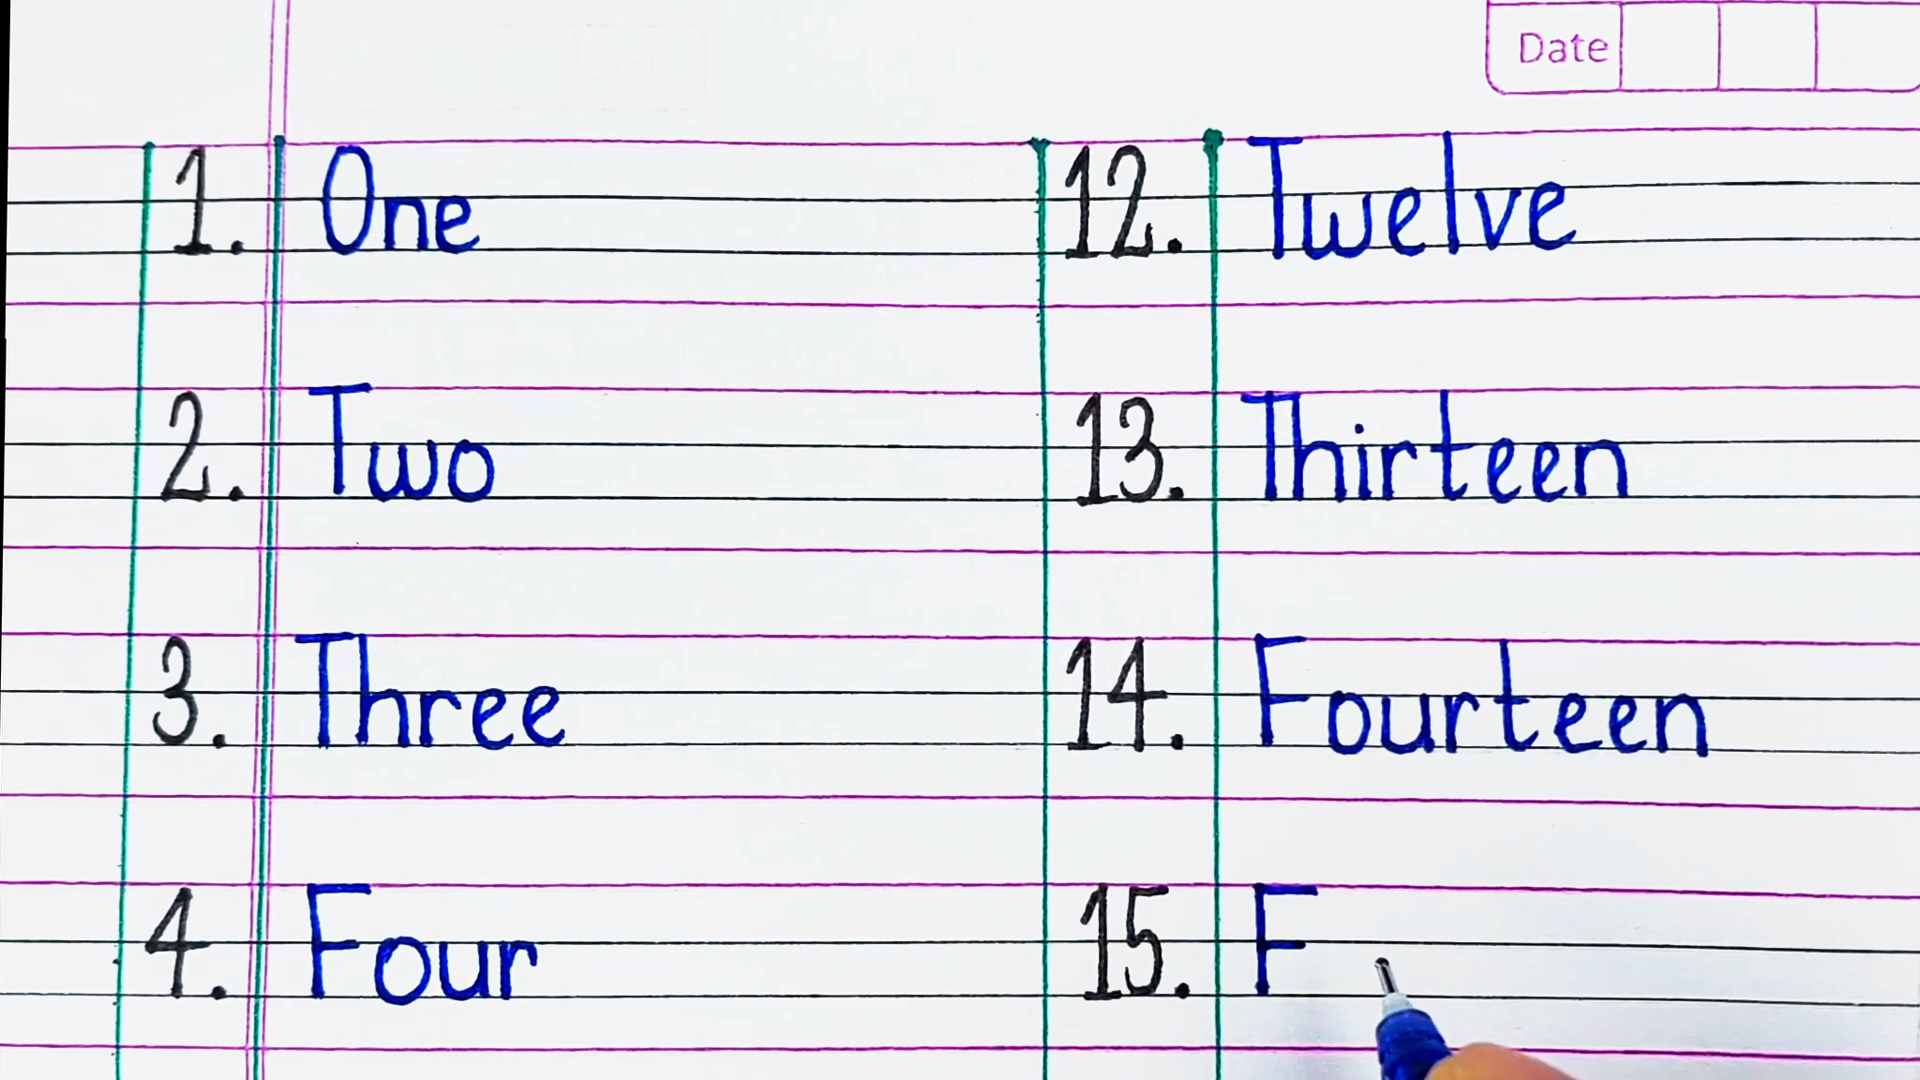 Date
1. One
2. Two
3. Three
4. Four
12. Twelve
13. Thirteen
14. Fourteen
15. F